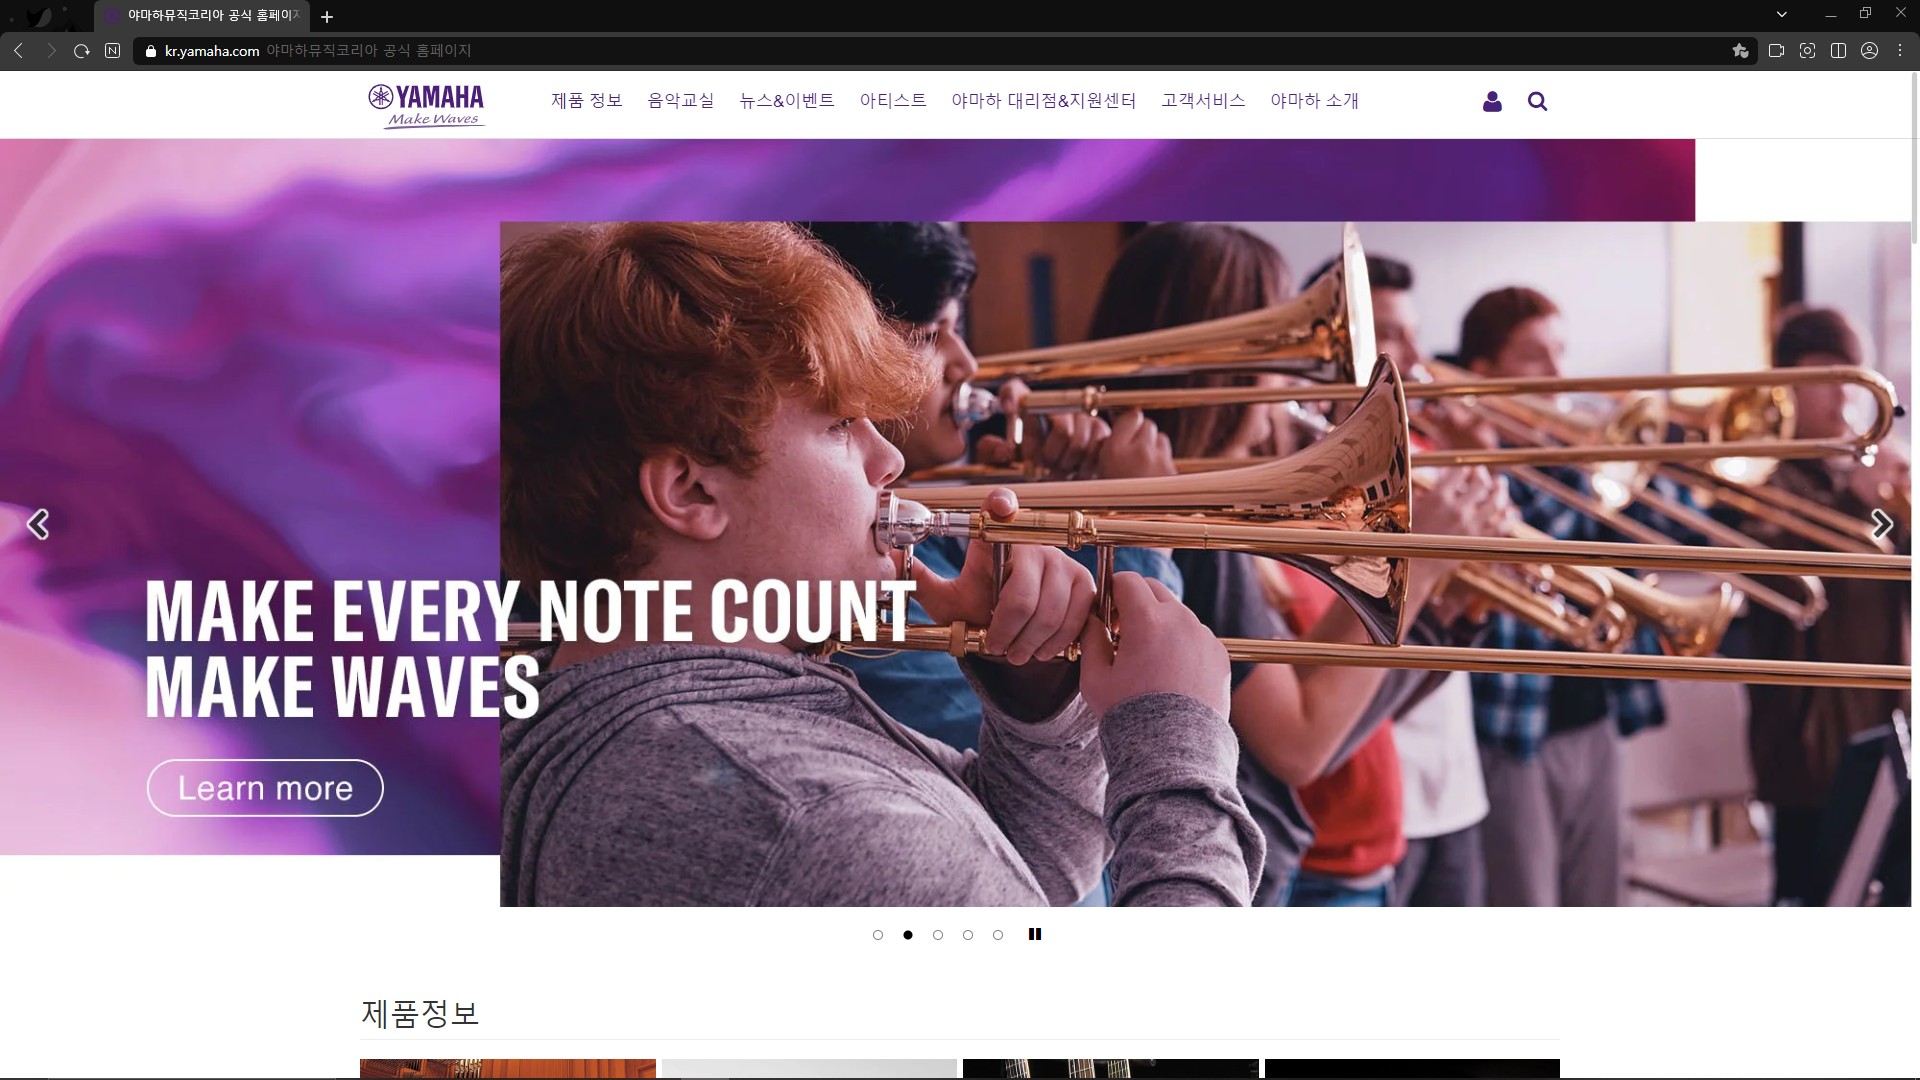 야마하뮤직코리아 공식 홈페이지
kr.yamaha.com 야마하뮤직코리아 공식 홈페이지
YAMAHA
Make Waves
제품 정보 음악교실 뉴스&이벤트 아티스트 야마하 대리점&지원센터 고객서비스 야마하 소개
MAKE EVERY NOTE COUNT
MAKE WAVES
Learn more
제품정보